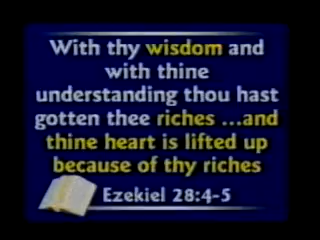 With thy wisdom and
with thine
understanding thou hast
gotten thee riches ...and
thine heart is lifted up
because of thy riches
Ezekiel 28:4-5